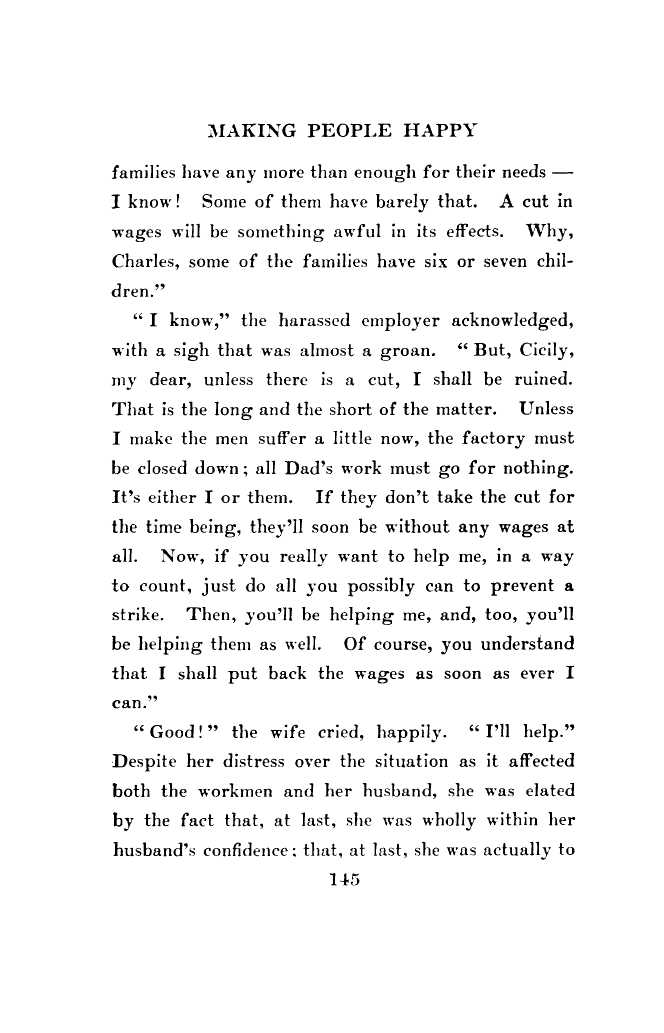 MAKING PEOPLE HAPPY
families have any more than enough for their needs —
I know! Some of them have barely that. A cut in
wages will be something awful in its effects. Why,
Charles, some of the families have six or seven chil-
dren.”
“ I know,” the harassed employer acknowledged,
with a sigh that was almost a groan. “ But, Cicily,
my dear, unless there is a cut, I shall be ruined.
That is the long and the short of the matter. Unless
I make the men suffer a little now, the factory must
be closed down; all Dad’s work must go for nothing.
It’s either I or them. If they don’t take the cut for
the time being, they’ll soon be without any wages at
all. Now, if you really want to help me, in a way
to count, just do all you possibly can to prevent a
strike. Then, you’ll be helping me, and, too, you’ll
be helping them as well. Of course, you understand
that I shall put back the wages as soon as ever I
can.”
“ Good!” the wife cried, happily. “ I’ll help.”
Despite her distress over the situation as it affected
both the workmen and her husband, she was elated
by the fact that, at last, she was wholly within her
husband’s confidence; that, at last, she was actually to
145